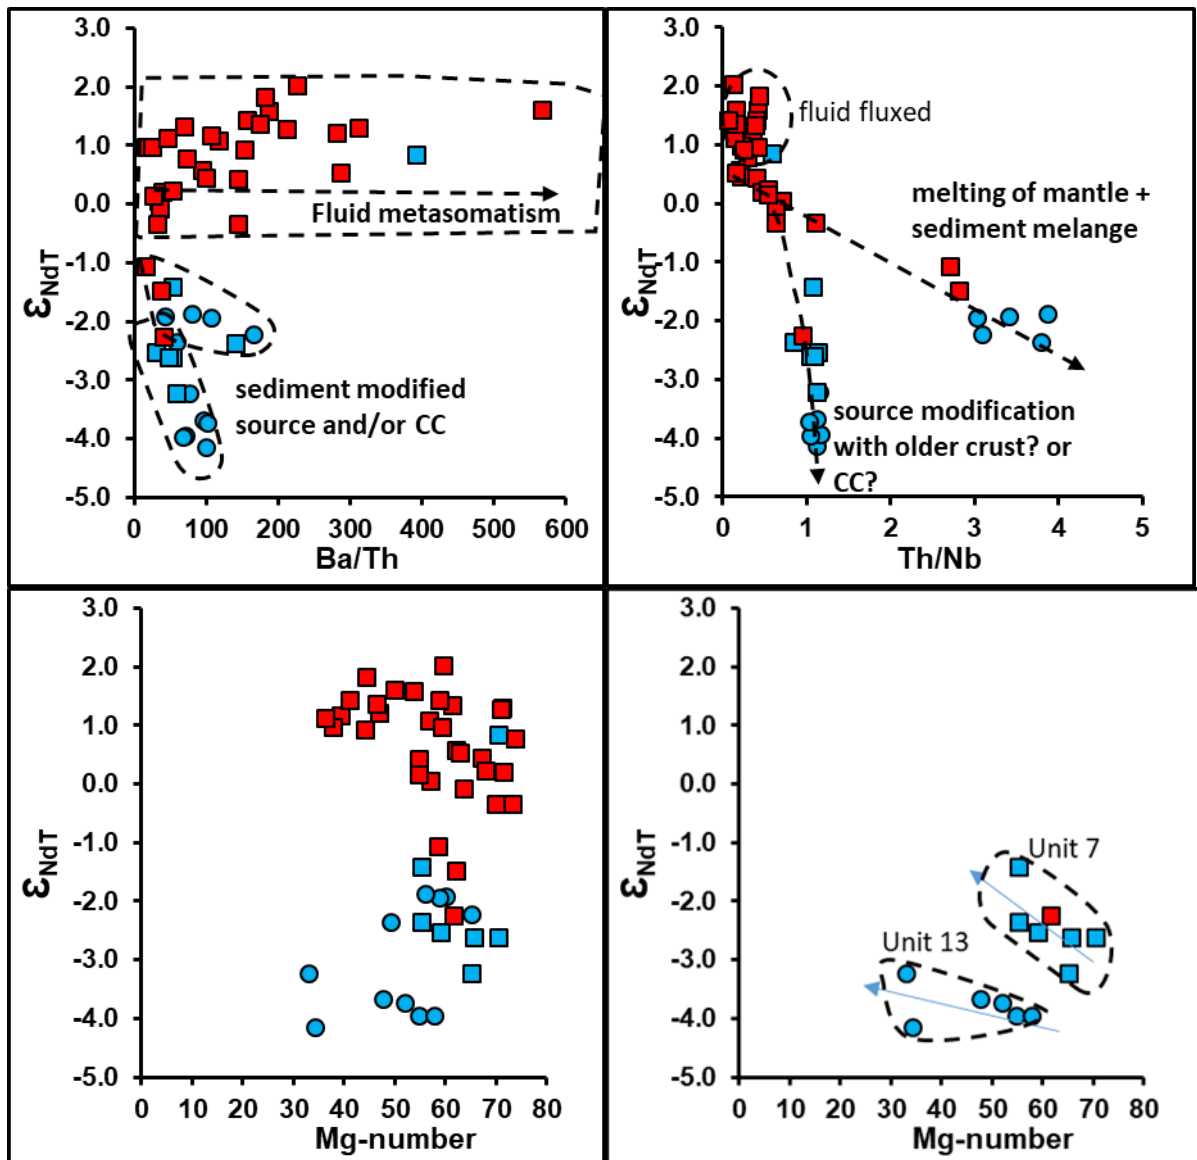 3.0
2.0
1.0
0.0
-1.0
-2.0
-3.0
-4.0
-5.0
εNdT
Fluid metasomatism
sediment modified
source and/or CC
0 100 200 300 400 500 600
Ba/Th
3.0
2.0
1.0
0.0
-1.0
-2.0
-3.0
-4.0
-5.0
εNdT
fluid fluxed
melting of mantle +
sediment melange
source modification
with older crust? or
CC?
0 1 2 3 4 5
Th/Nb
3.0
2.0
1.0
0.0
-1.0
-2.0
-3.0
-4.0
-5.0
εNdT
0 10 20 30 40 50 60 70 80
Mg-number
3.0
2.0
1.0
0.0
-1.0
-2.0
-3.0
-4.0
-5.0
εNdT
Unit 7
Unit 13
0 10 20 30 40 50 60 70 80
Mg-number